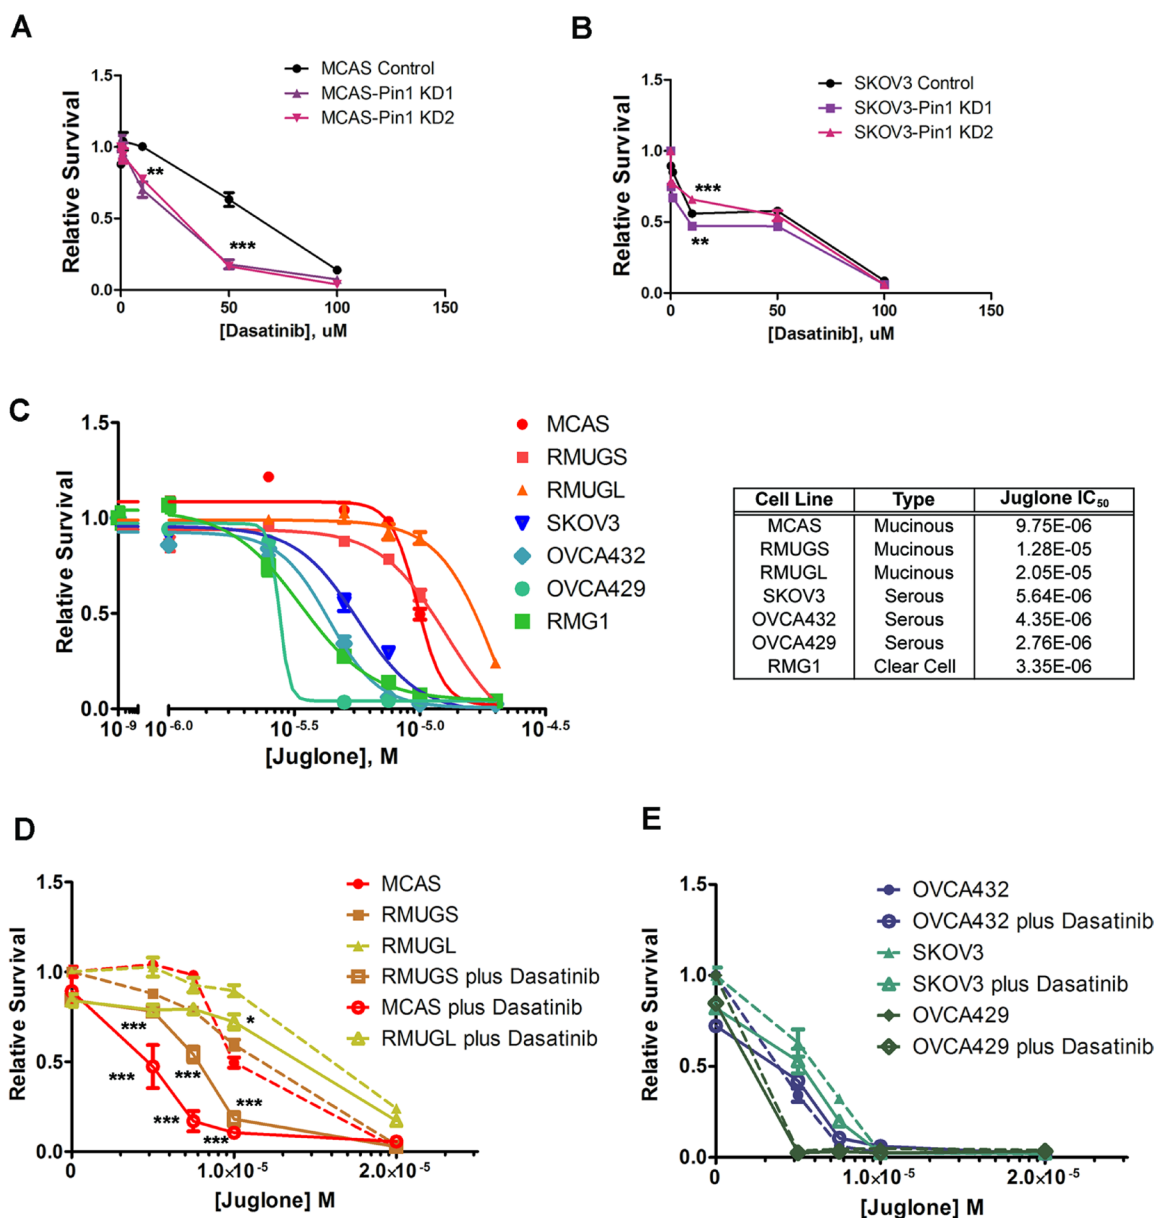 A
MCAS Control
MCAS-Pin1 KD1
MCAS-Pin1 KD2
Relative Survival
1.5
1.0
0.5
0.0
**
***
0 50 100 150
[Dasatinib], uM
B
SKOV3 Control
SKOV3-Pin1 KD1
SKOV3-Pin1 KD2
Relative Survival
1.5
1.0
0.5
0.0
***
**
0 50 100 150
[Dasatinib], uM
C
MCAS
RMUGS
RMUGL
SKOV3
OVCA432
OVCA429
RMG1
Relative Survival
1.5
1.0
0.5
0.0
10⁻⁹ 10⁻⁶·⁰ 10⁻⁵·⁵ 10⁻⁵·⁰ 10⁻⁴·⁵
[Juglone], M
Cell Line Type Juglone IC₅₀
MCAS Mucinous 9.75E-06
RMUGS Mucinous 1.28E-05
RMUGL Mucinous 2.05E-05
SKOV3 Serous 5.64E-06
OVCA432 Serous 4.35E-06
OVCA429 Serous 2.76E-06
RMG1 Clear Cell 3.35E-06
D
MCAS
RMUGS
RMUGL
RMUGS plus Dasatinib
MCAS plus Dasatinib
RMUGL plus Dasatinib
Relative Survival
1.5
1.0
0.5
0.0
*
***
***
***
***
***
***
0 1.0×10⁻⁵ 2.0×10⁻⁵
[Juglone] M
E
OVCA432
OVCA432 plus Dasatinib
SKOV3
SKOV3 plus Dasatinib
OVCA429
OVCA429 plus Dasatinib
Relative Survival
1.5
1.0
0.5
0.0
0 1.0×10⁻⁵ 2.0×10⁻⁵
[Juglone] M